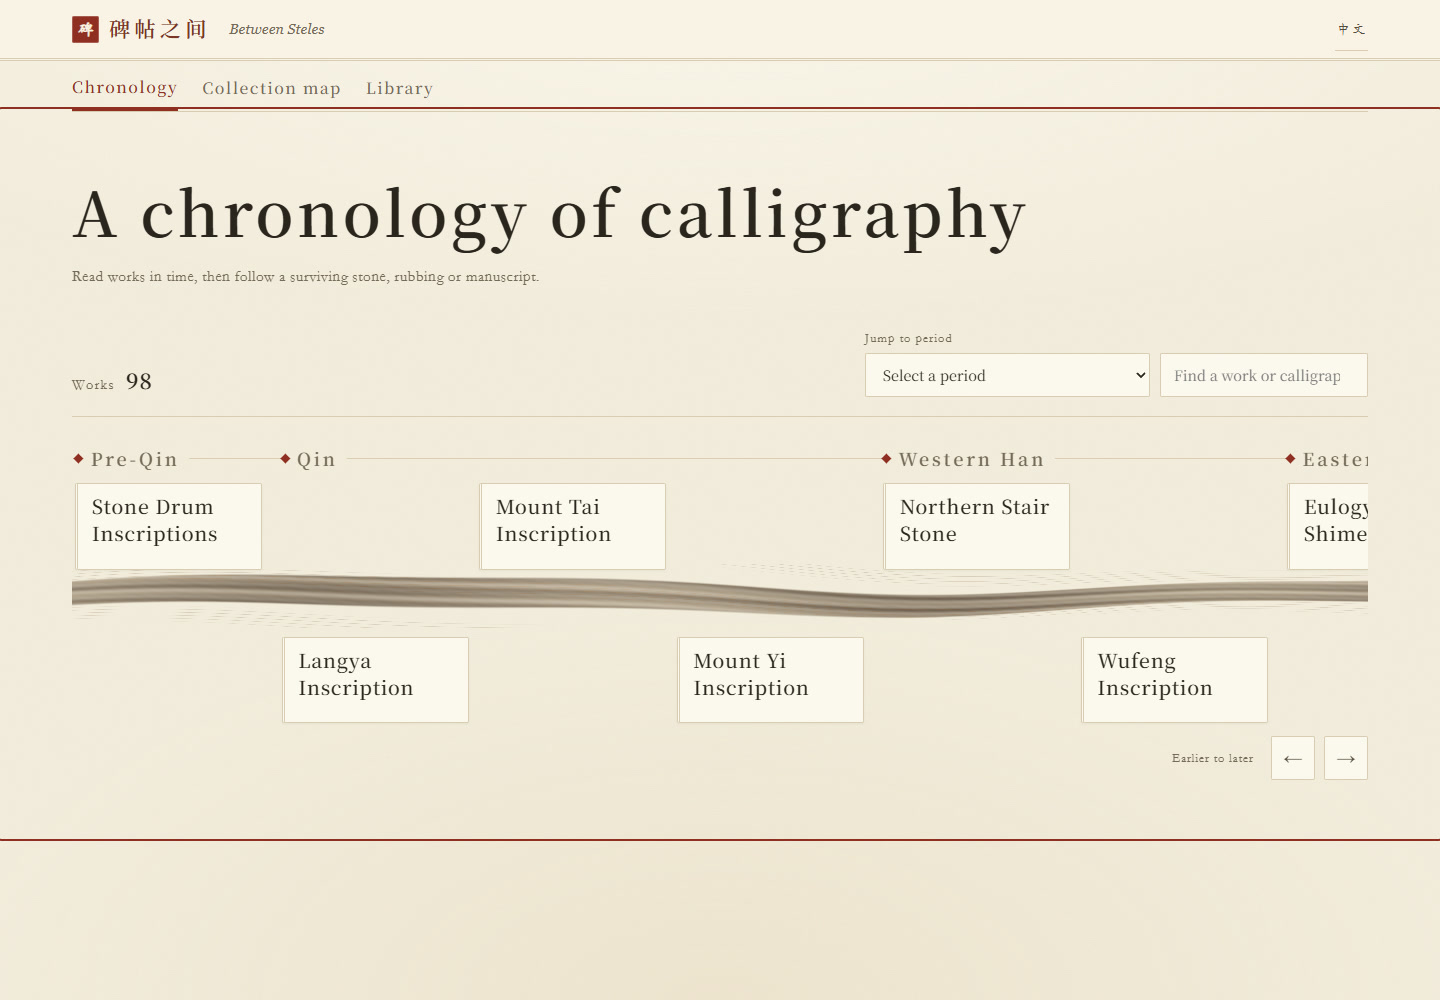 碑 碑帖之间 Between Steles 中文
Chronology Collection map Library
A chronology of calligraphy
Read works in time, then follow a surviving stone, rubbing or manuscript.
Jump to period
Works 98 Select a period Find a work or calligrap
Pre-Qin Qin Western Han Easter
Stone Drum
Inscriptions
Mount Tai
Inscription
Northern Stair
Stone
Eulogy
Shime
Langya
Inscription
Mount Yi
Inscription
Wufeng
Inscription
Earlier to later ← →